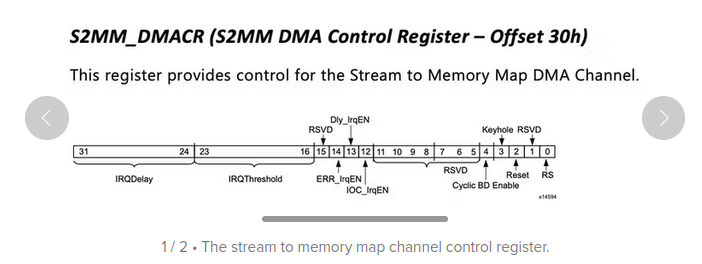 S2MM_DMACR (S2MM DMA Control Register – Offset 30h)
This register provides control for the Stream to Memory Map DMA Channel.
Dly_IrqEN
RSVD
Keyhole RSVD
31 24 23 16 15 14 13 12 11 10 9 8 7 6 5 4 3 2 1 0
IRQDelay IRQThreshold ERR_IrqEN RSVD Reset RS
IOC_IrqEN Cyclic BD Enable
x14594
1 / 2 • The stream to memory map channel control register.